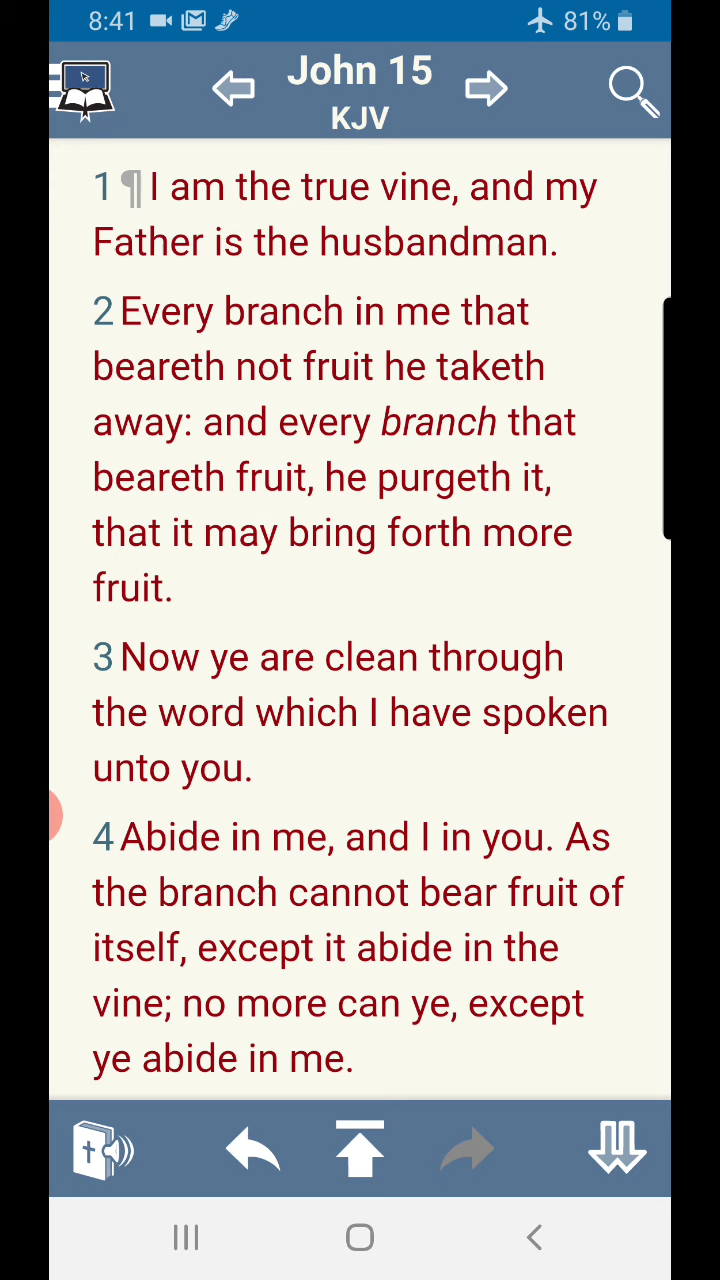 8:41 81%
John 15
KJV
1 ¶ I am the true vine, and my
Father is the husbandman.
2 Every branch in me that
beareth not fruit he taketh
away: and every branch that
beareth fruit, he purgeth it,
that it may bring forth more
fruit.
3 Now ye are clean through
the word which I have spoken
unto you.
4 Abide in me, and I in you. As
the branch cannot bear fruit of
itself, except it abide in the
vine; no more can ye, except
ye abide in me.